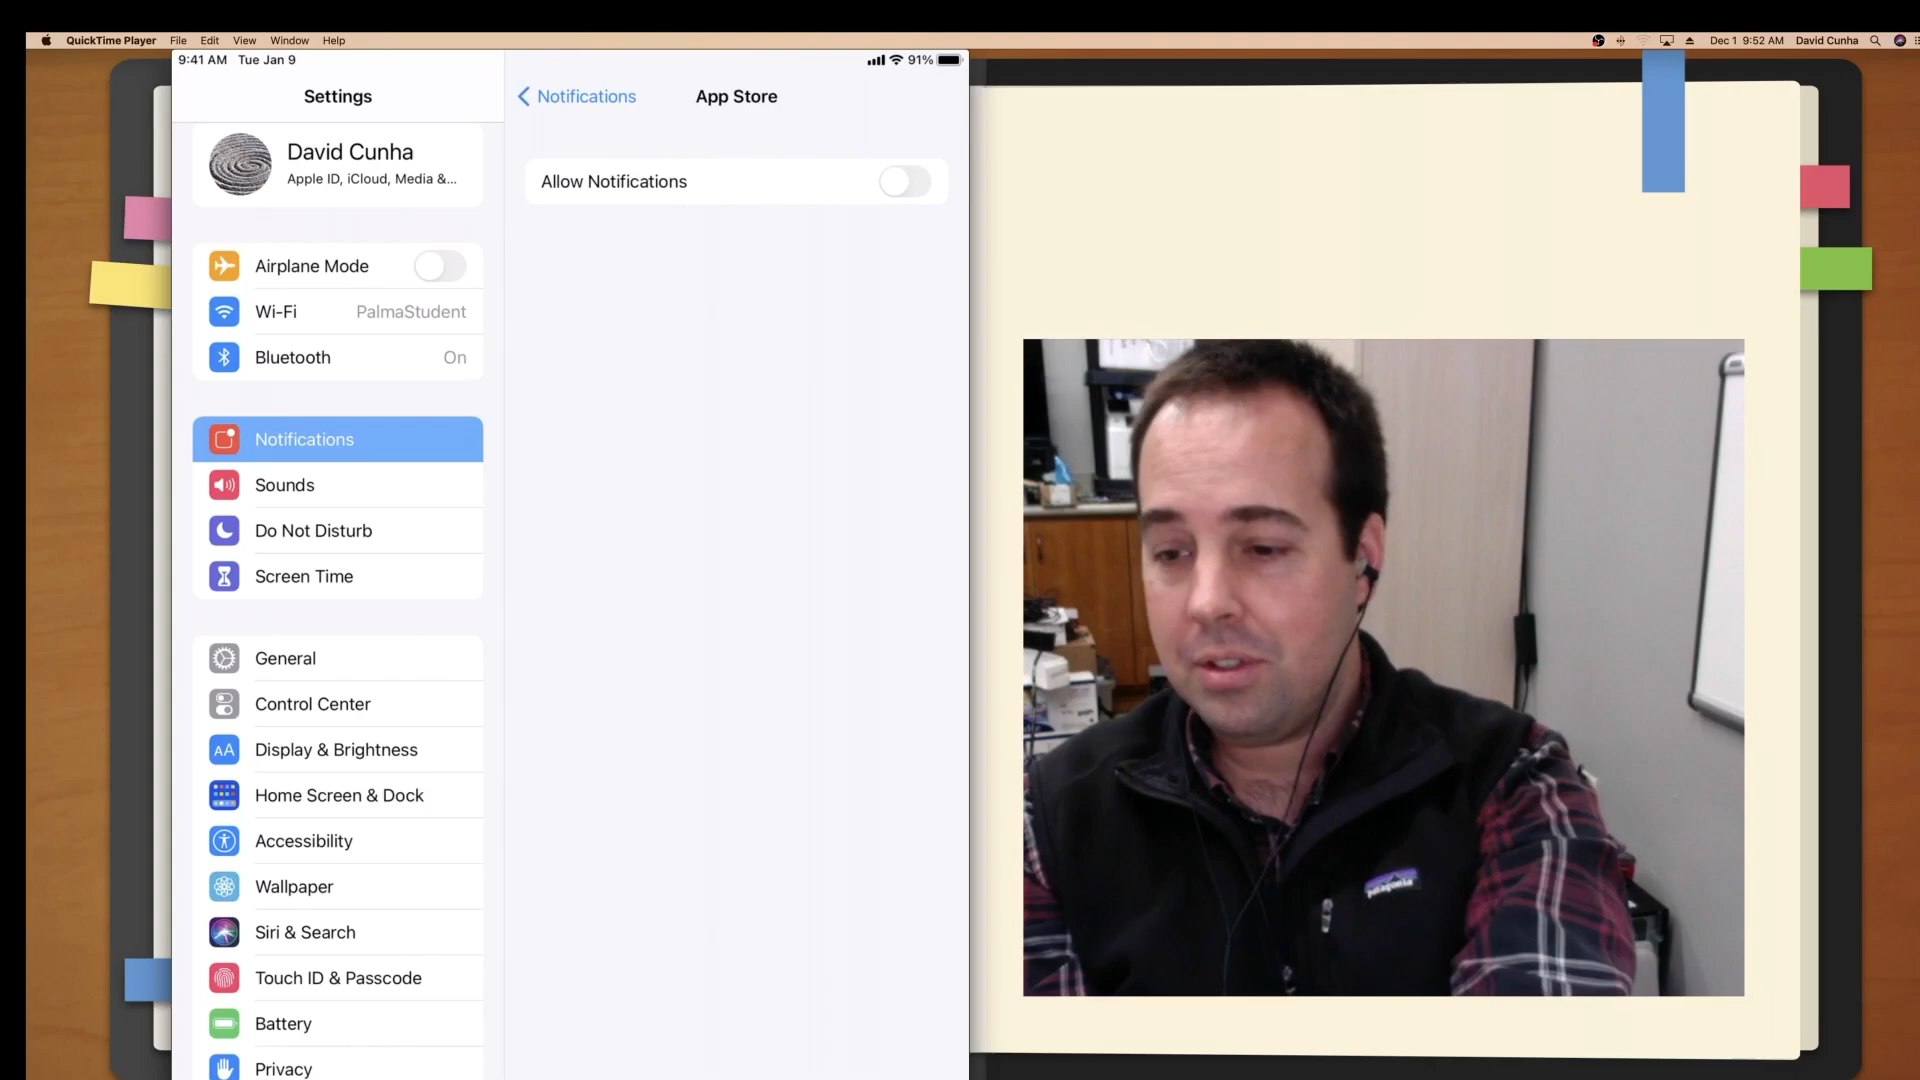 QuickTime Player File Edit View Window Help
Dec 1 9:52 AM David Cunha
9:41 AM Tue Jan 9
91%
Settings
David Cunha
Apple ID, iCloud, Media &...
Airplane Mode
Wi-Fi PalmaStudent
Bluetooth On
Notifications
Sounds
Do Not Disturb
Screen Time
General
Control Center
AA Display & Brightness
Home Screen & Dock
Accessibility
Wallpaper
Siri & Search
Touch ID & Passcode
Battery
Privacy
Notifications App Store
Allow Notifications
patagonia